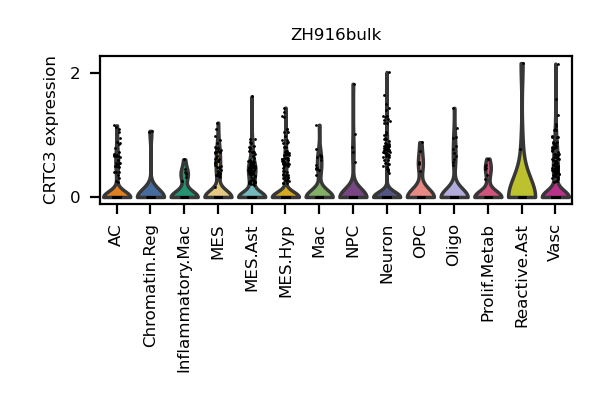 ZH916bulk
CRTC3 expression
2
0
AC
Chromatin.Reg
Inflammatory.Mac
MES
MES.Ast
MES.Hyp
Mac
NPC
Neuron
OPC
Oligo
Prolif.Metab
Reactive.Ast
Vasc